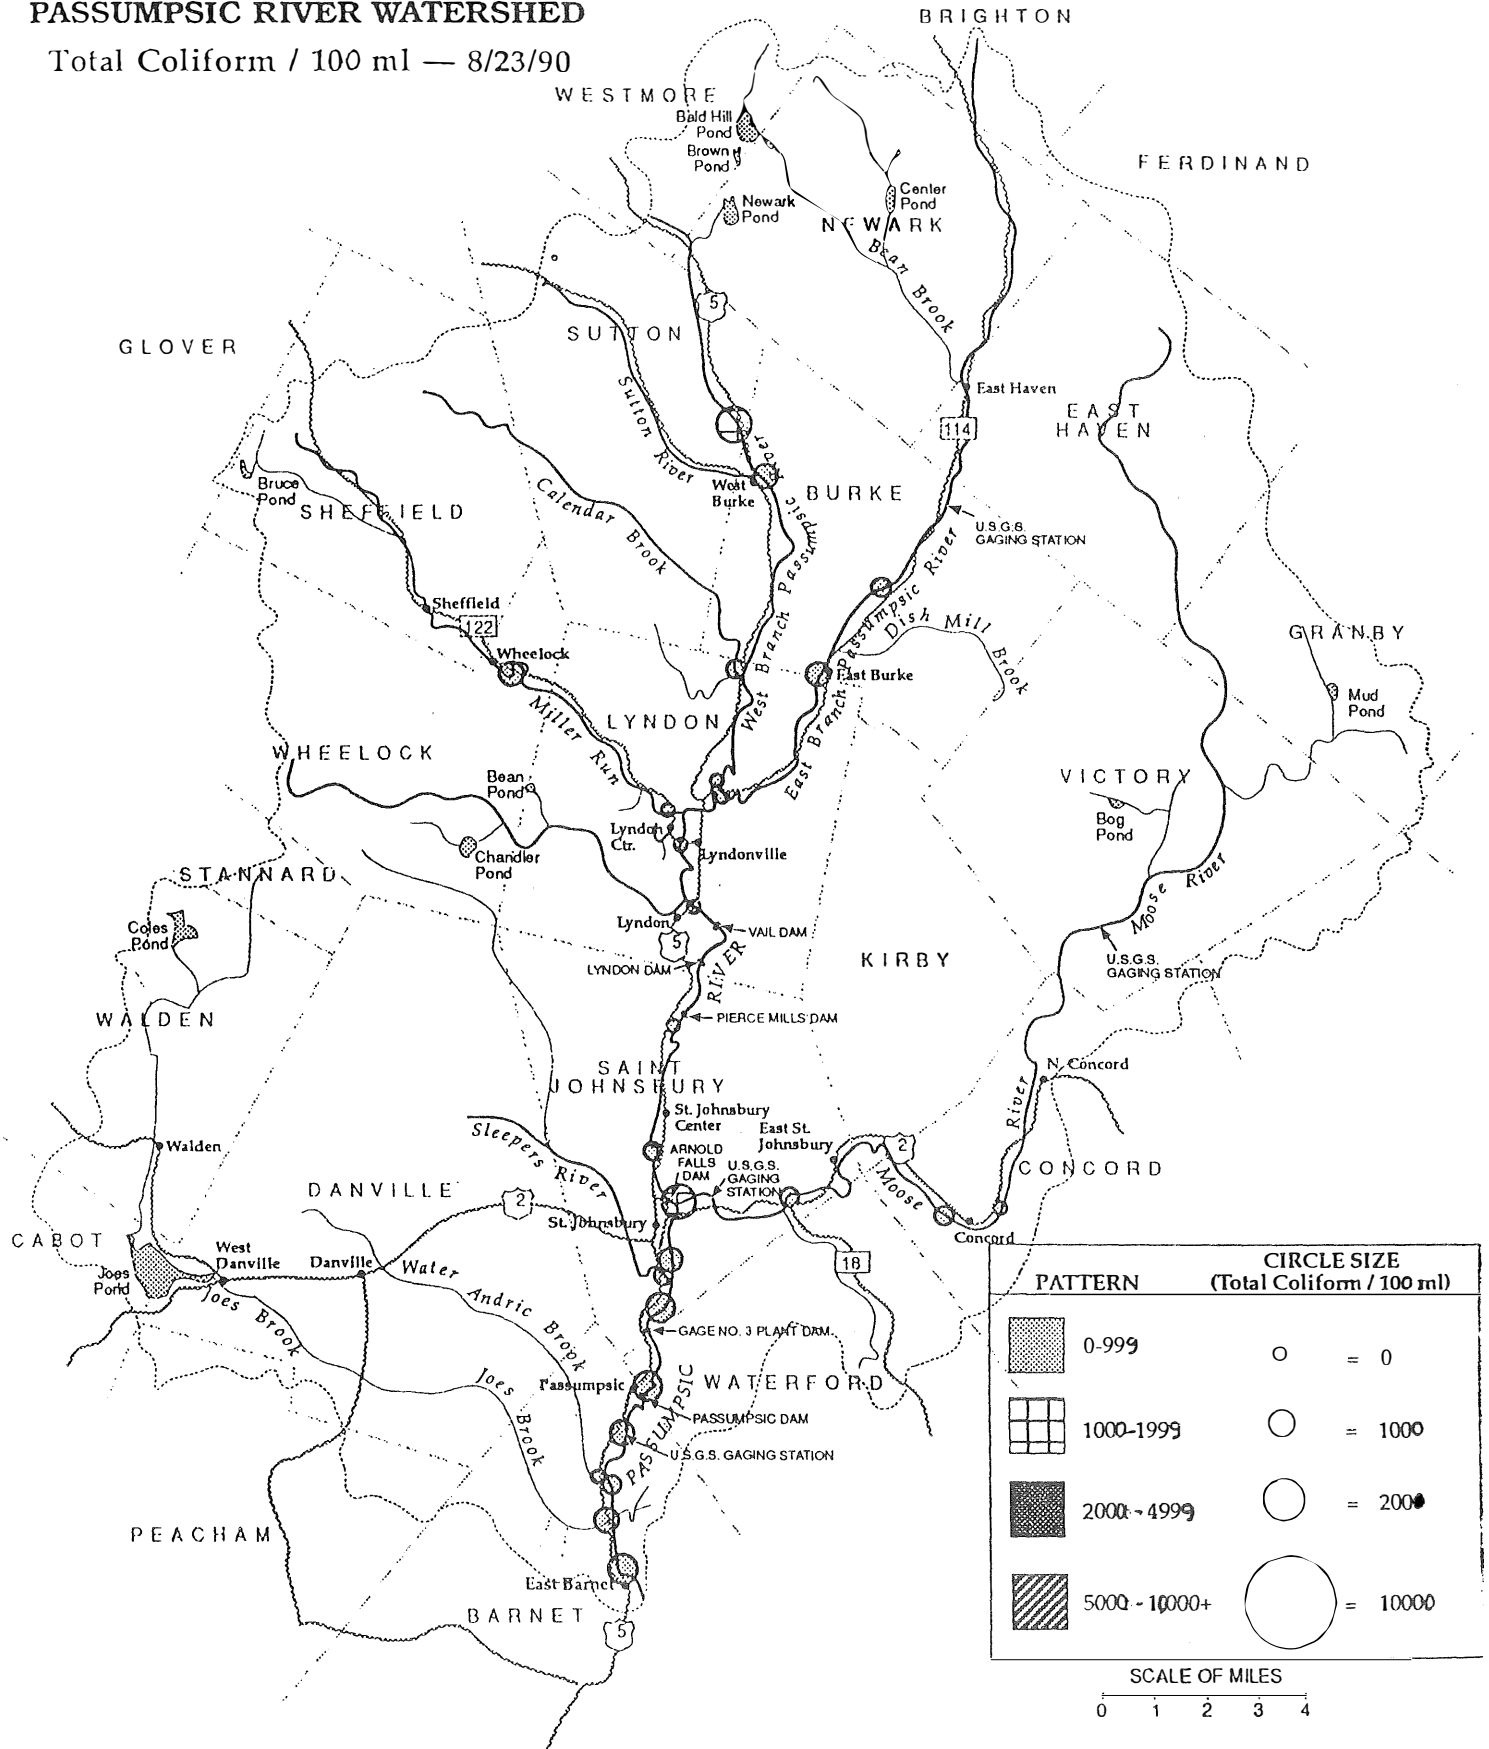 PASSUMPSIC RIVER WATERSHED
Total Coliform / 100 ml — 8/23/90
BRIGHTON
WESTMORE
Bald Hill
Pond
Brown
Pond
FERDINAND
Newark
Pond
Center
Pond
NEWARK
Bean Brook
5
SUTTON
GLOVER
Sutton River
East Haven
EAST
HAVEN
114
River
West
Burke
BURKE
Bruce
Pond
SHEFFIELD
Calendar Brook
U.S.G.S.
GAGING STATION
West Branch Passumpsic
East Branch Passumpsic River
Dish Mill Brook
Sheffield
122
Wheelock
East Burke
GRANBY
Mud
Pond
Miller Run
LYNDON
WHEELOCK
Bean
Pond
VICTORY
Bog
Pond
Lyndon
Ctr.
Lyndonville
Chandler
Pond
STANNARD
Moose River
Coles
Pond
Lyndon
5
VAIL DAM
LYNDON DAM
RIVER
KIRBY
U.S.G.S.
GAGING STATION
PIERCE MILLS DAM
WALDEN
SAINT
JOHNSBURY
N. Concord
River
St. Johnsbury
Center
East St.
Johnsbury
Sleepers River
Walden
ARNOLD
FALLS
DAM
U.S.G.S.
GAGING
STATION
2
Moose
CONCORD
DANVILLE
2
St. Johnsbury
Concord
CABOT
Joes
Pond
West
Danville
Danville
Water Andric Brook
18
Joes Brook
GAGE NO. 3 PLANT DAM
Joes Brook
Passumpsic
WATERFORD
PASSUMPSIC
PASSUMPSIC DAM
U.S.G.S. GAGING STATION
PEACHAM
East Barnet
BARNET
5
PATTERN
CIRCLE SIZE
(Total Coliform / 100 ml)
0-999
= 0
1000-1999
= 1000
2000 - 4999
= 2000
5000 - 10000+
= 10000
SCALE OF MILES
0 1 2 3 4